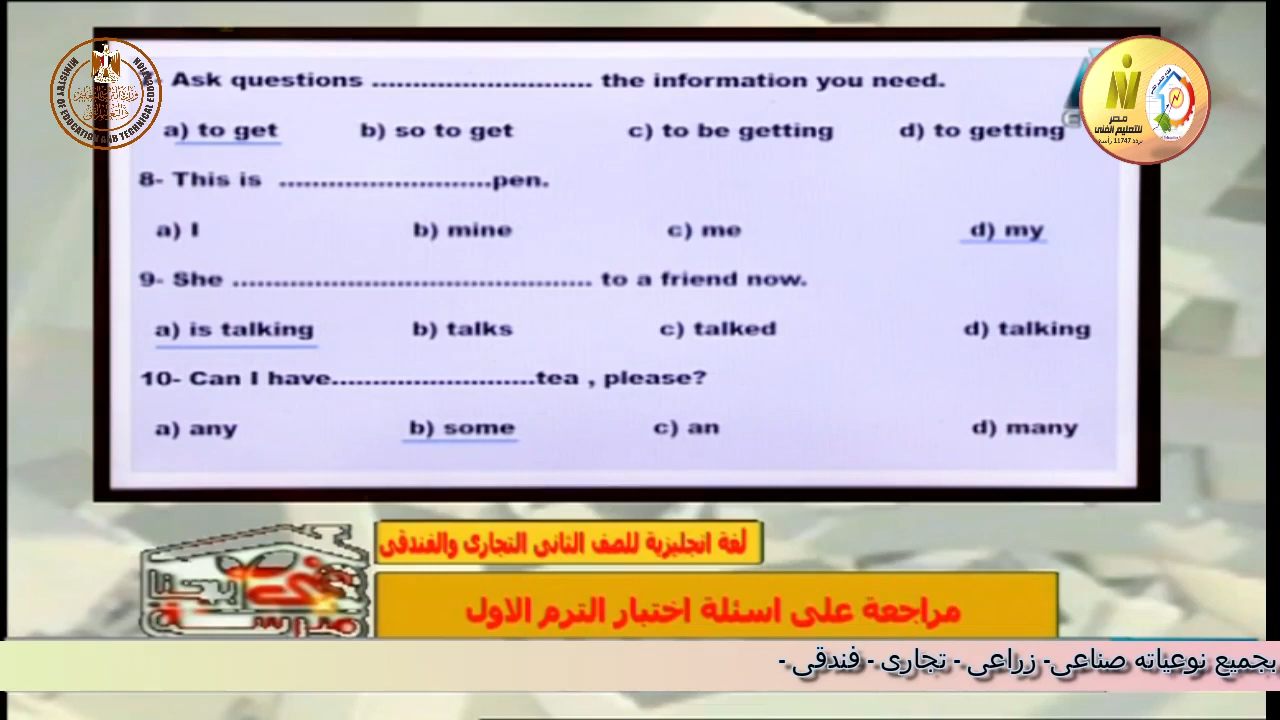 Ask questions ........................... the information you need.
a) to get b) so to get c) to be getting d) to getting
8- This is ..........................pen.
a) I b) mine c) me d) my
9- She ............................................ to a friend now.
a) is talking b) talks c) talked d) talking
10- Can I have.........................tea , please?
a) any b) some c) an d) many
مصر
للتعليم الفنى
تردد 11747 رأسى
لغة انجليزية للصف الثانى التجارى والفندقى
مراجعة على اسئلة اختبار الترم الاول
بجميع نوعياته صناعى- زراعى - تجارى - فندقى -